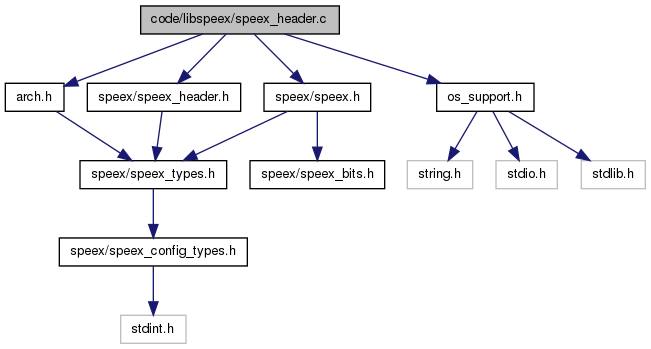 code/libspeex/speex_header.c
arch.h
speex/speex_header.h
speex/speex.h
os_support.h
speex/speex_types.h
speex/speex_bits.h
string.h
stdio.h
stdlib.h
speex/speex_config_types.h
stdint.h